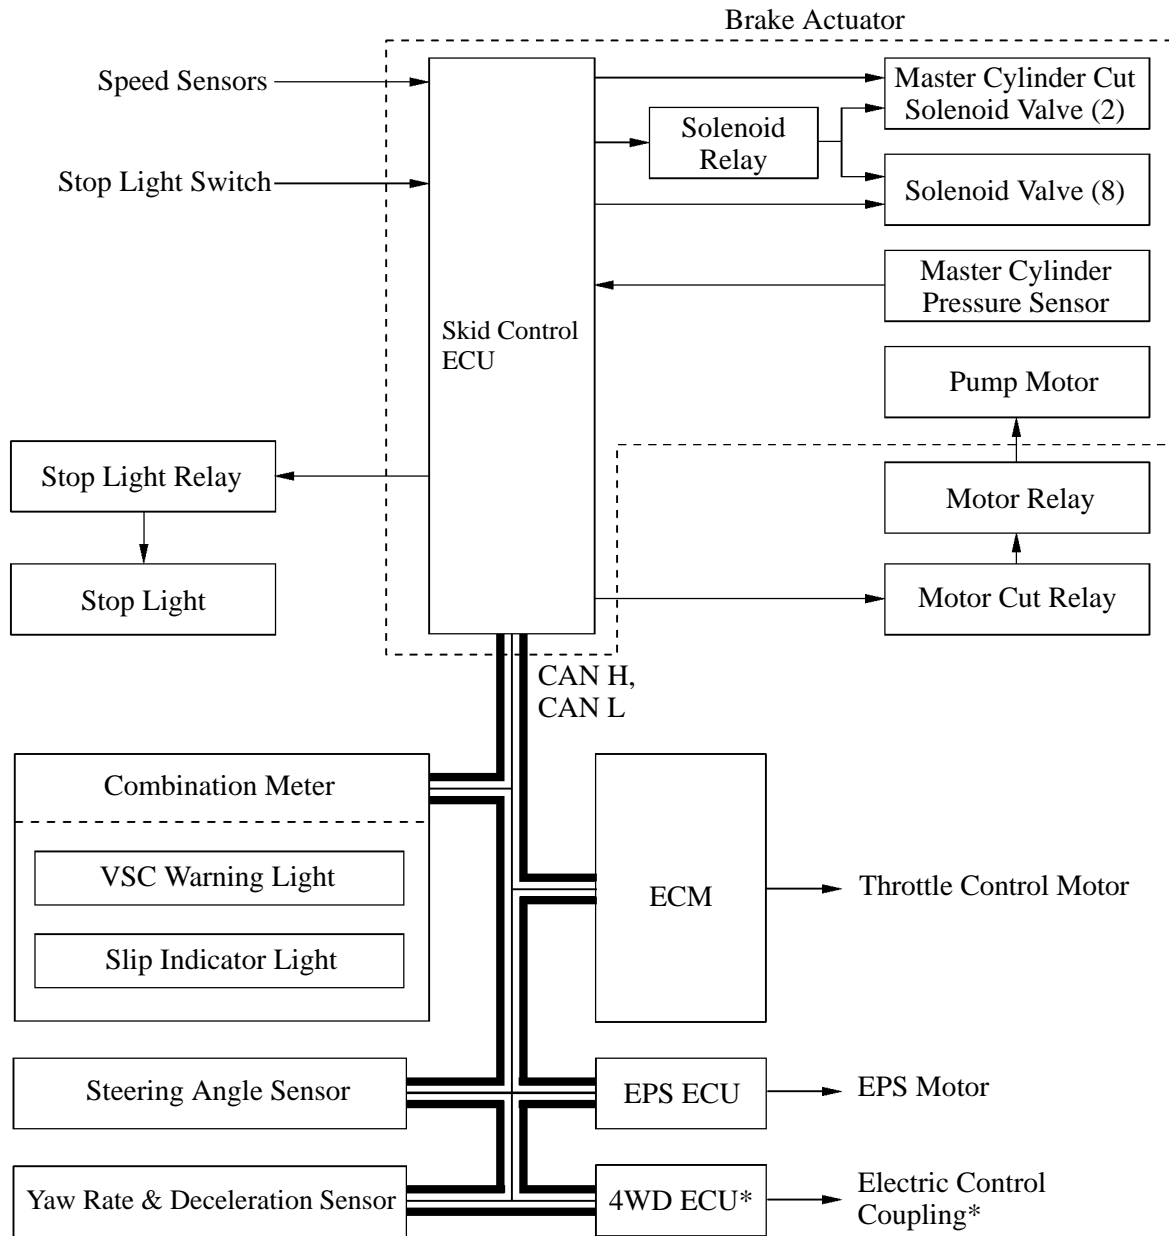 Brake Actuator
Speed Sensors
Master Cylinder Cut
Solenoid Valve (2)
Solenoid
Relay
Stop Light Switch
Solenoid Valve (8)
Master Cylinder
Pressure Sensor
Skid Control
ECU
Pump Motor
Stop Light Relay
Motor Relay
Stop Light
Motor Cut Relay
CAN H,
CAN L
Combination Meter
VSC Warning Light
Slip Indicator Light
ECM
Throttle Control Motor
Steering Angle Sensor
EPS ECU
EPS Motor
Yaw Rate & Deceleration Sensor
4WD ECU*
Electric Control
Coupling*